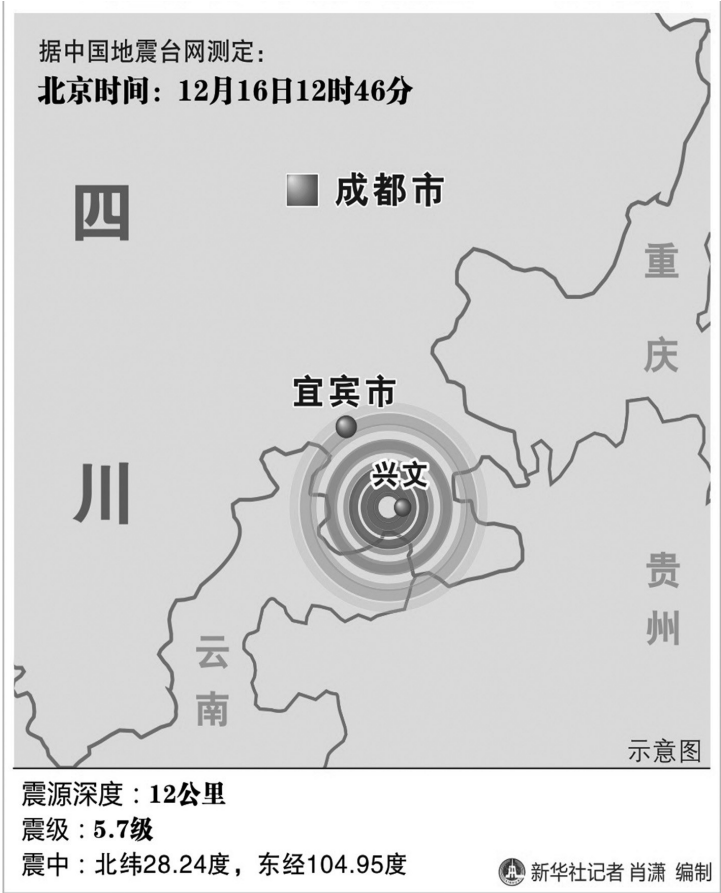 据中国地震台网测定：
北京时间：12月16日12时46分
四川
成都市
重庆
宜宾市
兴文
贵州
云南
示意图
震源深度：12公里
震级：5.7级
震中：北纬28.24度，东经104.95度
新华社记者 肖潇 编制